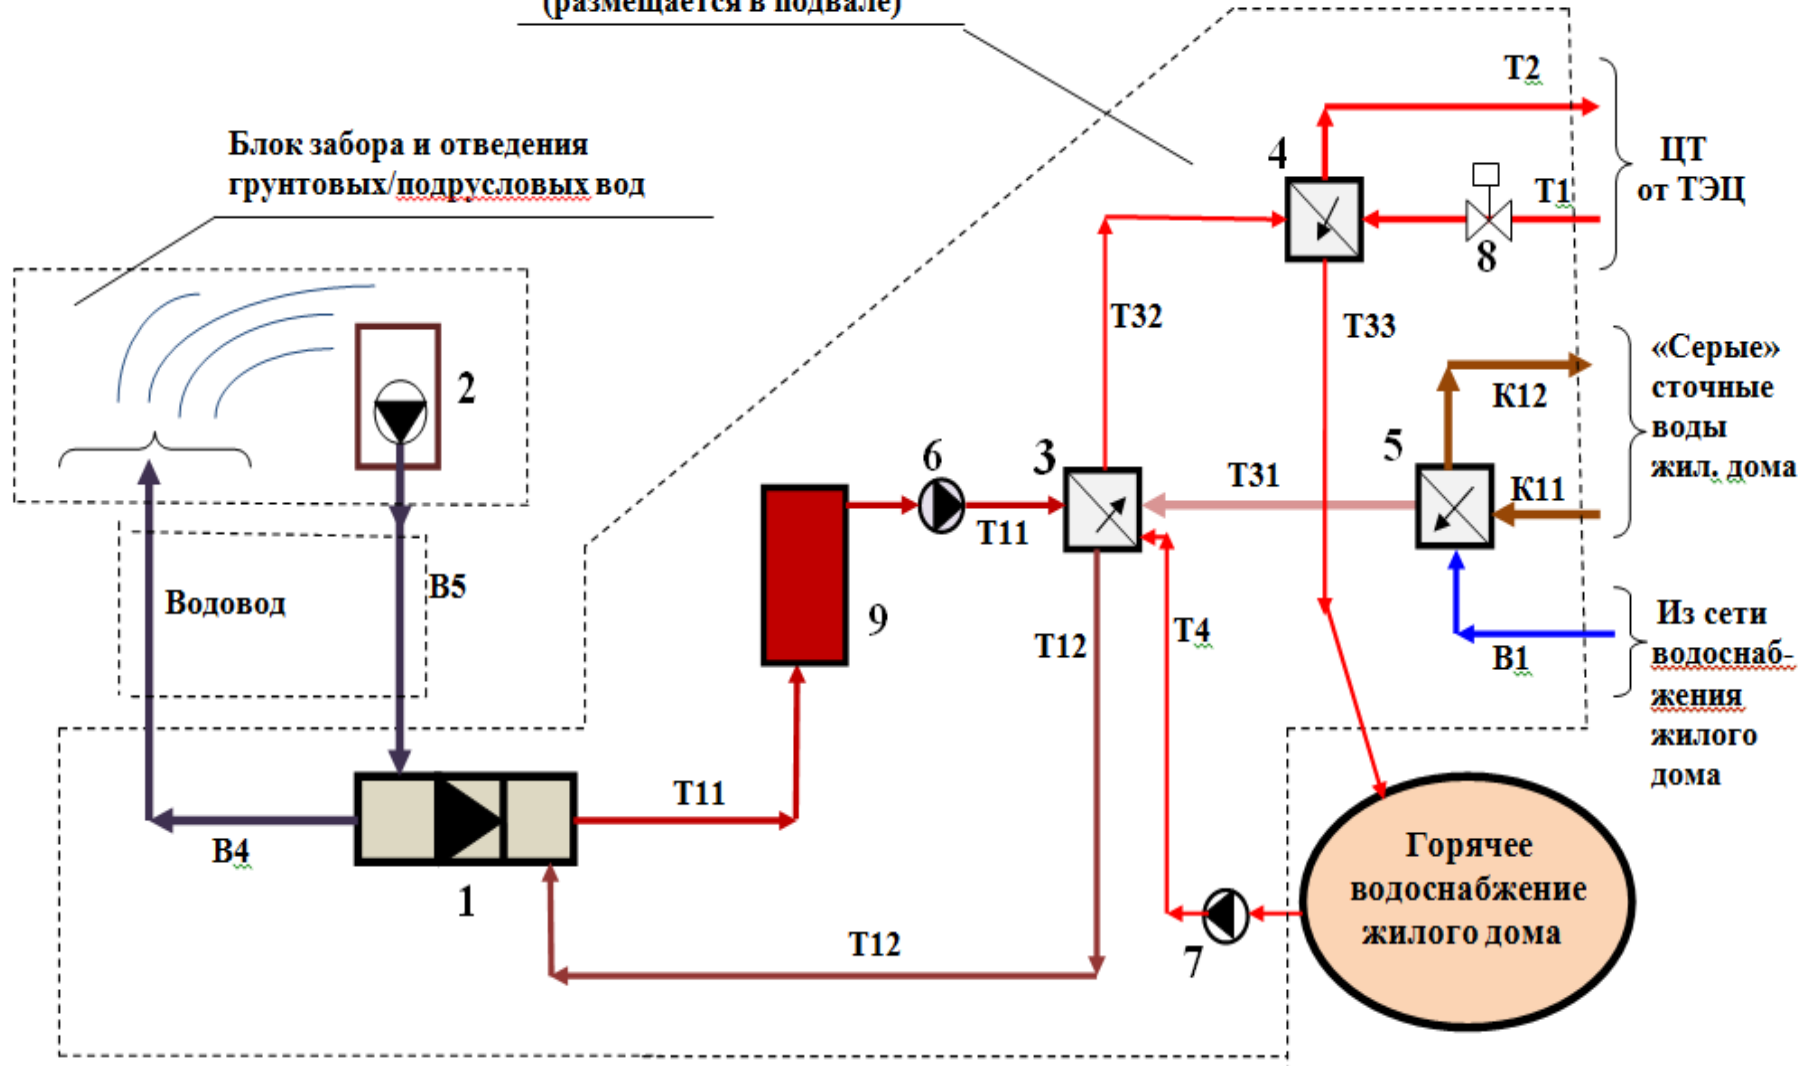 (размещается в подвале)
Т2
Блок забора и отведения
грунтовых/подрусловых вод
4
ЦТ
от ТЭЦ
Т1
8
Т32
Т33
2
«Серые»
сточные
воды
жил. дома
К12
5
6
3
Т31
К11
Т11
В5
Водовод
9
Т12
Т4
Из сети
водоснаб-
жения
жилого
дома
В1
Т11
В4
1
Горячее
водоснабжение
жилого дома
Т12
7